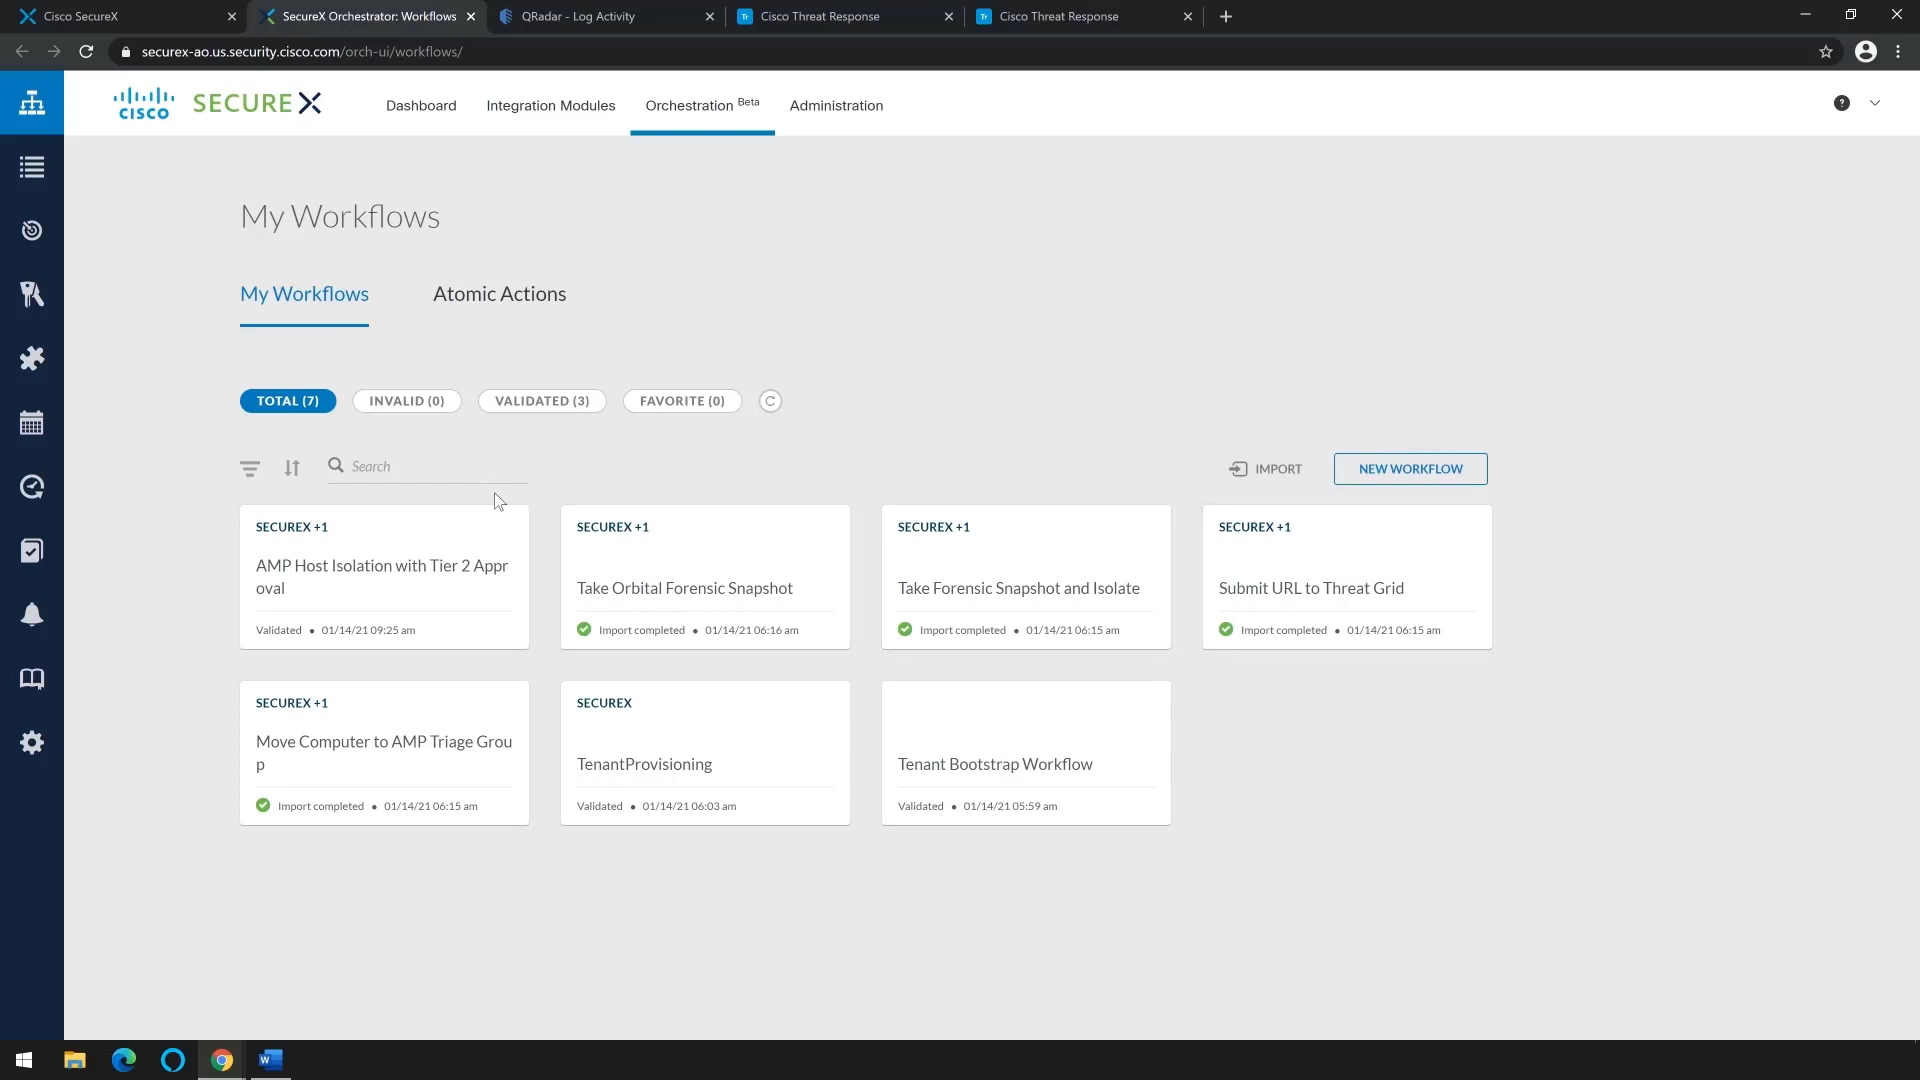 Cisco SecureX
SecureX Orchestrator: Workflows
QRadar - Log Activity
Tr
Cisco Threat Response
Tr
Cisco Threat Response
securex-ao.us.security.cisco.com/orch-ui/workflows/
CISCO
SECURE X
Dashboard
Integration Modules
Orchestration Beta
Administration
?
My Workflows
My Workflows
Atomic Actions
TOTAL (7)
INVALID (0)
VALIDATED (3)
FAVORITE (0)
Search
IMPORT
NEW WORKFLOW
SECUREX +1
AMP Host Isolation with Tier 2 Appr
oval
Validated • 01/14/21 09:25 am
SECUREX +1
Take Orbital Forensic Snapshot
Import completed • 01/14/21 06:16 am
SECUREX +1
Take Forensic Snapshot and Isolate
Import completed • 01/14/21 06:15 am
SECUREX +1
Submit URL to Threat Grid
Import completed • 01/14/21 06:15 am
SECUREX +1
Move Computer to AMP Triage Grou
p
Import completed • 01/14/21 06:15 am
SECUREX
TenantProvisioning
Validated • 01/14/21 06:03 am
Tenant Bootstrap Workflow
Validated • 01/14/21 05:59 am
W